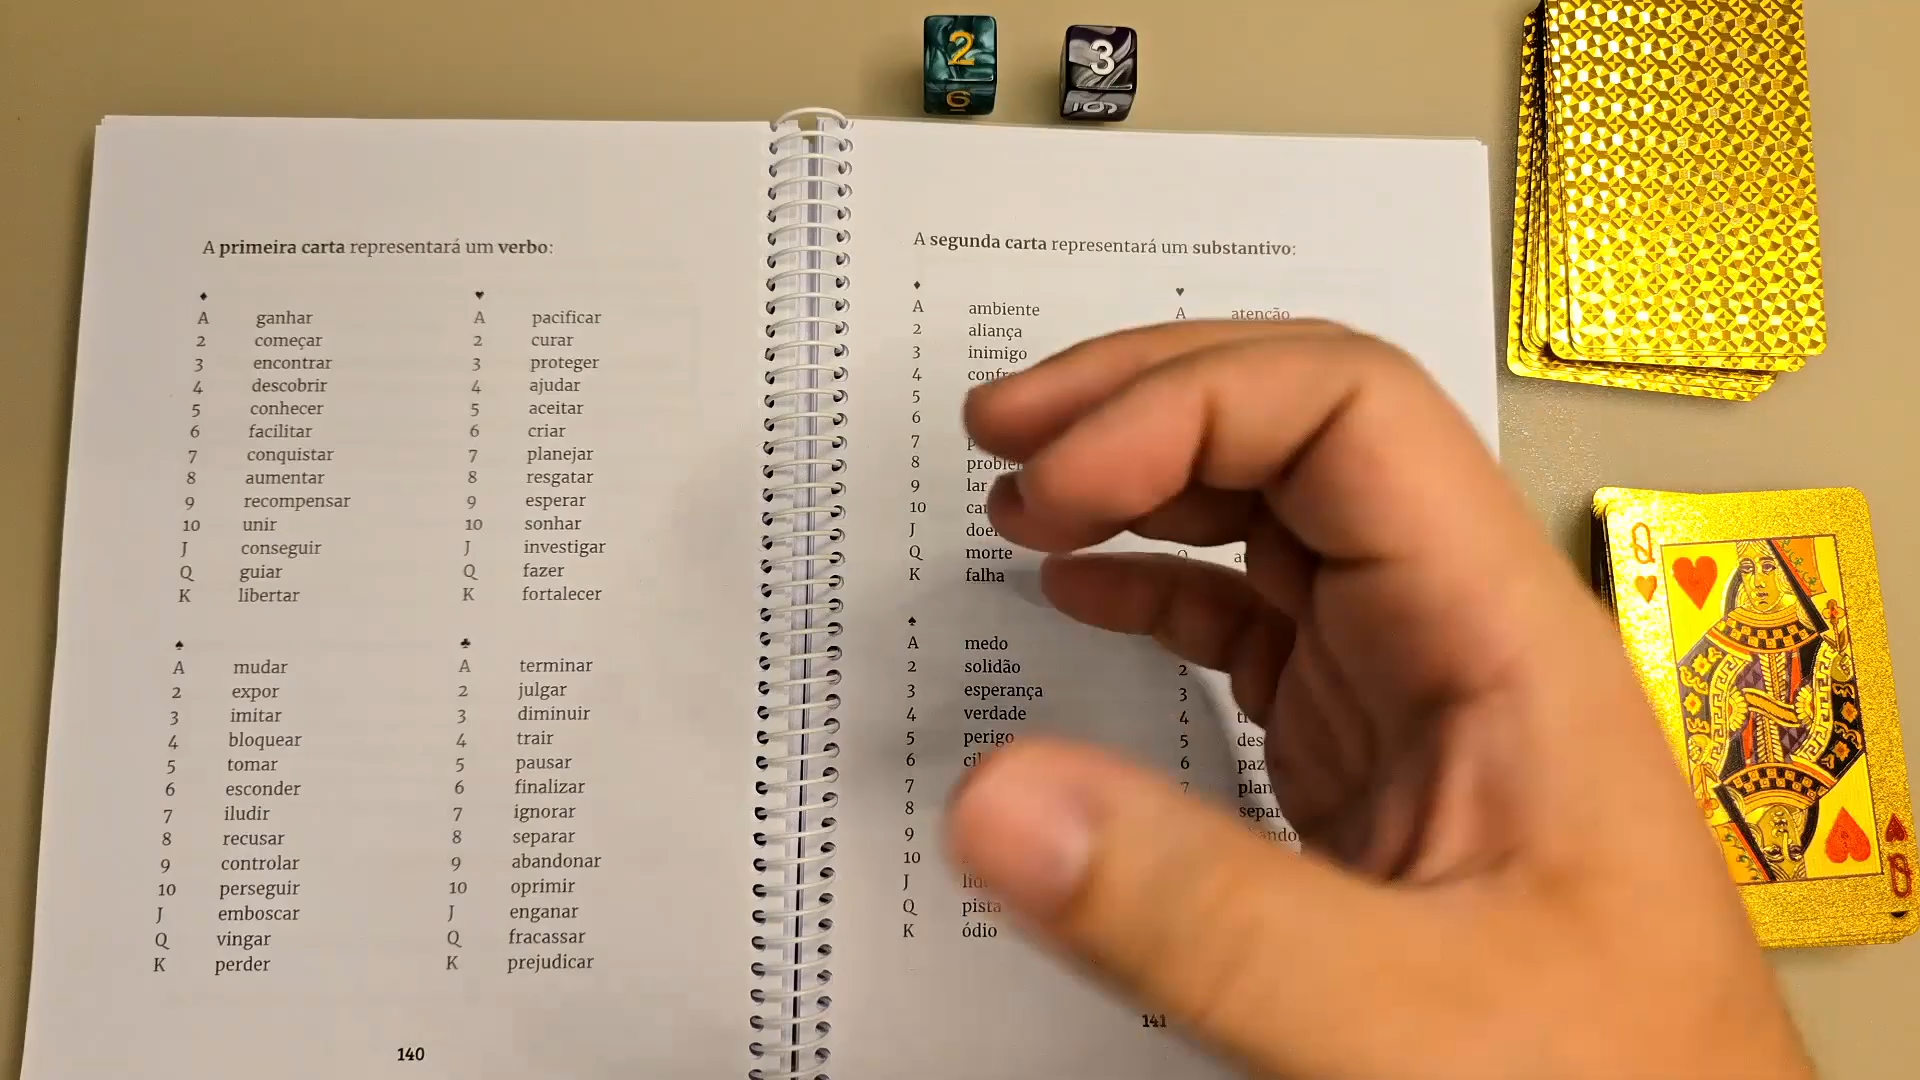 2
6
3
A primeira carta representará um verbo:
♦
A ganhar
2 começar
3 encontrar
4 descobrir
5 conhecer
6 facilitar
7 conquistar
8 aumentar
9 recompensar
10 unir
J conseguir
Q guiar
K libertar
♥
A pacificar
2 curar
3 proteger
4 ajudar
5 aceitar
6 criar
7 planejar
8 resgatar
9 esperar
10 sonhar
J investigar
Q fazer
K fortalecer
♠
A mudar
2 expor
3 imitar
4 bloquear
5 tomar
6 esconder
7 iludir
8 recusar
9 controlar
10 perseguir
J emboscar
Q vingar
K perder
♣
A terminar
2 julgar
3 diminuir
4 trair
5 pausar
6 finalizar
7 ignorar
8 separar
9 abandonar
10 oprimir
J enganar
Q fracassar
K prejudicar
140
A segunda carta representará um substantivo:
♦
A ambiente
2 aliança
3 inimigo
4
5
6
7
8
9 lar
10
J
Q morte
K falha
♥
A atenção
♠
A medo
2 solidão
3 esperança
4 verdade
5 perigo
6
7
8
9
10
J
Q pista
K ódio
2
3
4
5
6 paz
7
141
Q
Q